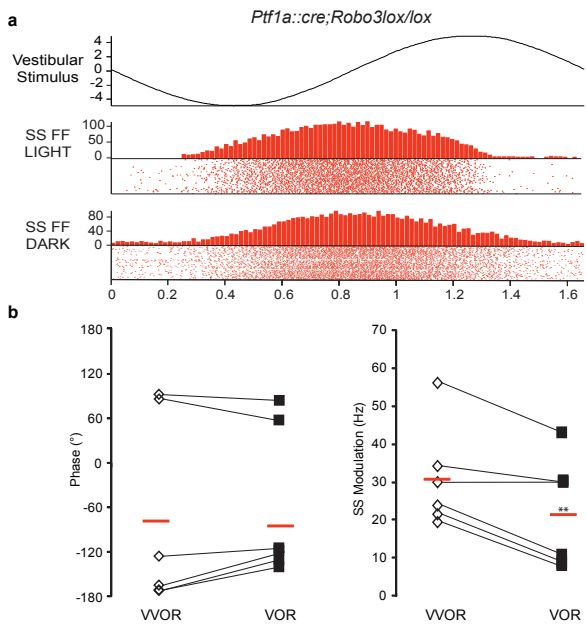 a
Ptf1a::cre;Robo3lox/lox
Vestibular
Stimulus
4
2
0
-2
-4
SS FF
LIGHT
100
50
0
SS FF
DARK
80
40
0
0 0.2 0.4 0.6 0.8 1 1.2 1.4 1.6
b
Phase (°)
180
120
60
0
-60
-120
-180
VVOR VOR
SS Modulation (Hz)
70
60
50
40
30
20
10
0
**
VVOR VOR